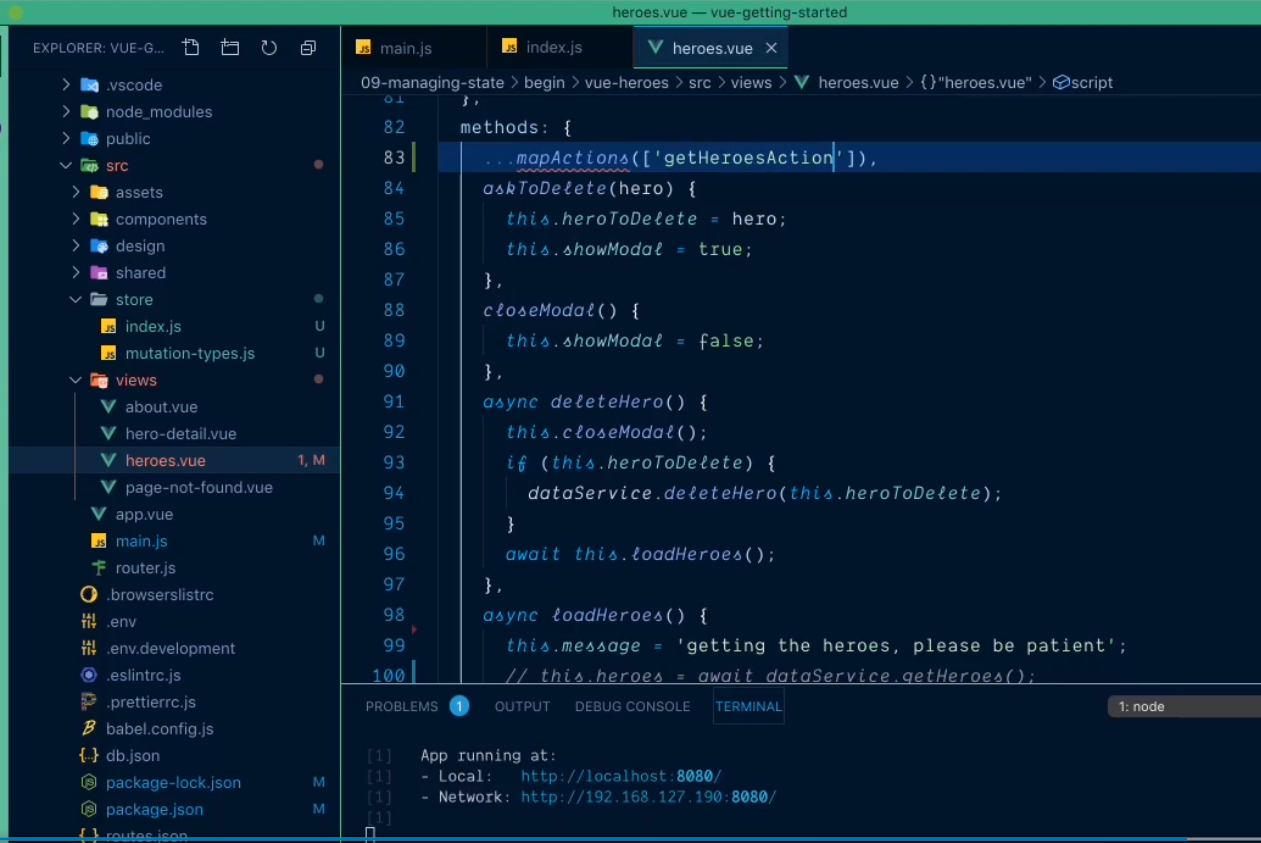 heroes.vue — vue-getting-started
EXPLORER: VUE-G...
main.js
index.js
heroes.vue
09-managing-state > begin > vue-heroes > src > views > heroes.vue > {}"heroes.vue" > script
.vscode
node_modules
public
src
assets
components
design
shared
store
index.js U
mutation-types.js U
views
about.vue
hero-detail.vue
heroes.vue 1, M
page-not-found.vue
app.vue
main.js M
router.js
.browserslistrc
.env
.env.development
.eslintrc.js
.prettierrc.js
babel.config.js
db.json
package-lock.json M
package.json M
routes.json
81 },
82 methods: {
83 ...mapActions(['getHeroesAction']),
84 askToDelete(hero) {
85 this.heroToDelete = hero;
86 this.showModal = true;
87 },
88 closeModal() {
89 this.showModal = false;
90 },
91 async deleteHero() {
92 this.closeModal();
93 if (this.heroToDelete) {
94 dataService.deleteHero(this.heroToDelete);
95 }
96 await this.loadHeroes();
97 },
98 async loadHeroes() {
99 this.message = 'getting the heroes, please be patient';
100 // this.heroes = await dataService.getHeroes();
PROBLEMS 1 OUTPUT DEBUG CONSOLE TERMINAL 1: node
[1] App running at:
[1] - Local: http://localhost:8080/
[1] - Network: http://192.168.127.190:8080/
[1]